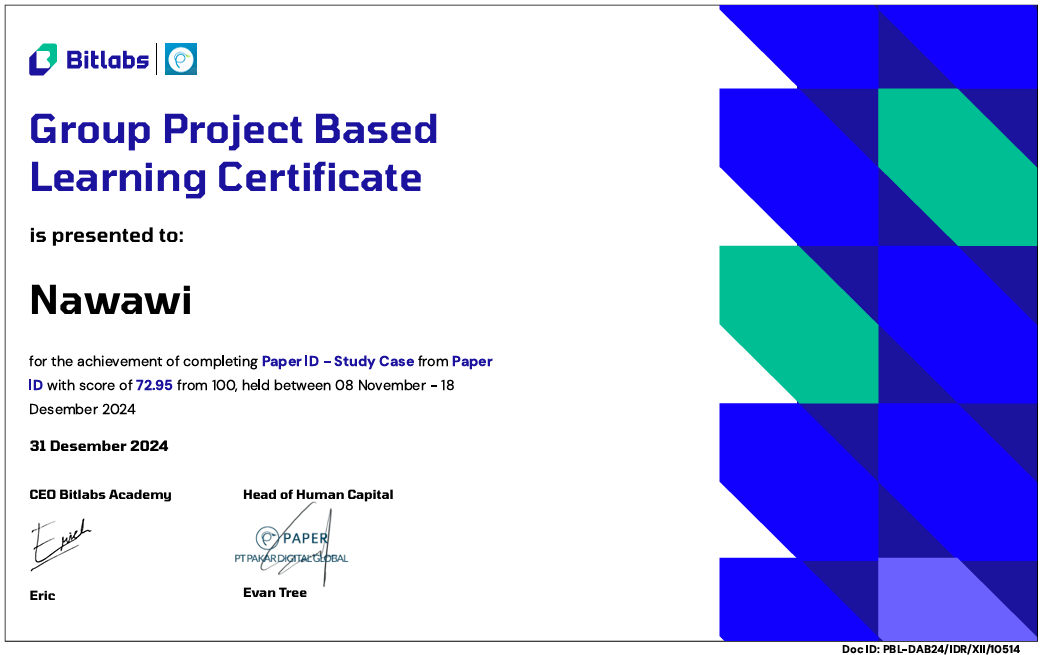 Bitlabs
Group Project Based
Learning Certificate
is presented to:
Nawawi
for the achievement of completing Paper ID - Study Case from Paper
ID with score of 72.95 from 100, held between 08 November - 18
Desember 2024
31 Desember 2024
CEO Bitlabs Academy
Head of Human Capital
Erich
PAPER
PT PAKAR DIGITAL GLOBAL
Eric
Evan Tree
Doc ID: PBL-DAB24/IDR/XII/10514